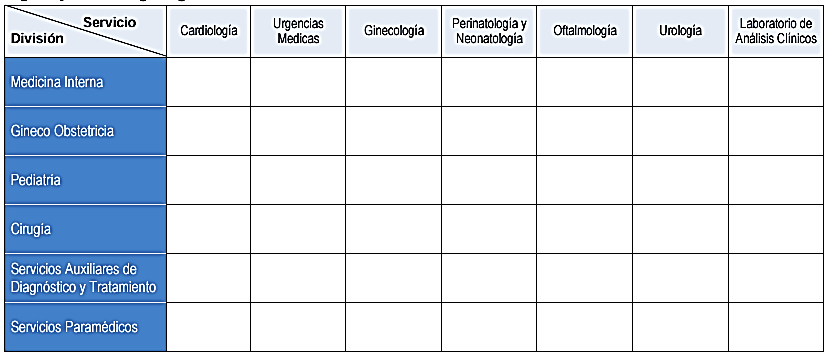 Servicio
División
Cardiología
Urgencias
Medicas
Ginecología
Perinatología y
Neonatología
Oftalmología
Urología
Laboratorio de
Análisis Clínicos
Medicina Interna
Gineco Obstetricia
Pediatria
Cirugía
Servicios Auxiliares de
Diagnóstico y Tratamiento
Servicios Paramédicos